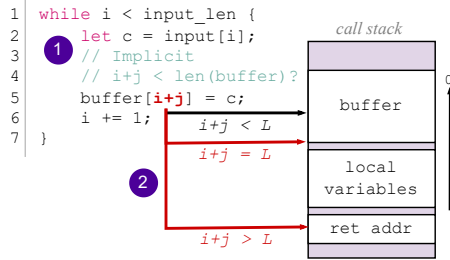 1 while i < input_len {
2 let c = input[i];
3 // Implicit
4 // i+j < len(buffer)?
5 buffer[i+j] = c;
6 i += 1;
7 }
1
2
i+j < L
i+j = L
i+j > L
call stack
buffer
local
variables
ret addr